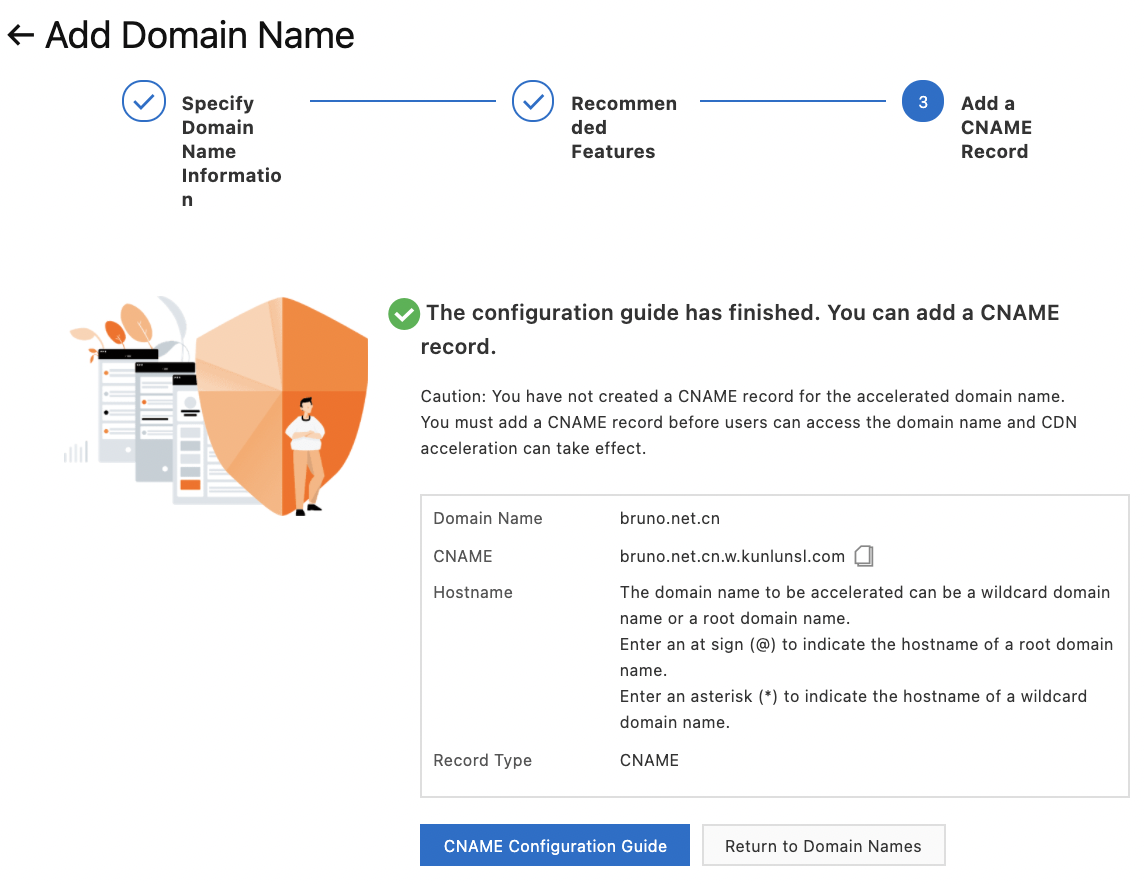 ← Add Domain Name
Specify
Domain
Name
Informatio
n
Recommen
ded
Features
3
Add a
CNAME
Record
The configuration guide has finished. You can add a CNAME
record.
Caution: You have not created a CNAME record for the accelerated domain name.
You must add a CNAME record before users can access the domain name and CDN
acceleration can take effect.
Domain Name bruno.net.cn
CNAME bruno.net.cn.w.kunlunsl.com
Hostname The domain name to be accelerated can be a wildcard domain
name or a root domain name.
Enter an at sign (@) to indicate the hostname of a root domain
name.
Enter an asterisk (*) to indicate the hostname of a wildcard
domain name.
Record Type CNAME
CNAME Configuration Guide Return to Domain Names